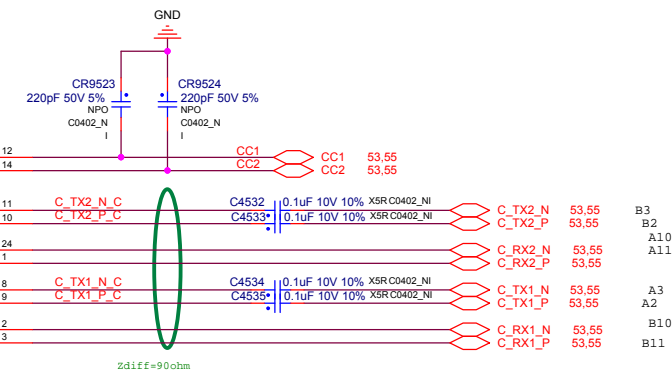 GND
CR9523 CR9524
220pF 50V 5% 220pF 50V 5%
NPO NPO
C0402_N C0402_N
I I
12 CC1 CC1 53,55
14 CC2 CC2 53,55
11 C_TX2_N_C C4532 0.1uF 10V 10% X5R C0402_NI C_TX2_N 53,55 B3
10 C_TX2_P_C C4533 0.1uF 10V 10% X5R C0402_NI C_TX2_P 53,55 B2
A10
24 C_RX2_N 53,55 A11
1 C_RX2_P 53,55
8 C_TX1_N_C C4534 0.1uF 10V 10% X5R C0402_NI C_TX1_N 53,55 A3
9 C_TX1_P_C C4535 0.1uF 10V 10% X5R C0402_NI C_TX1_P 53,55 A2
2 C_RX1_N 53,55 B10
3 C_RX1_P 53,55 B11
Zdiff=90ohm